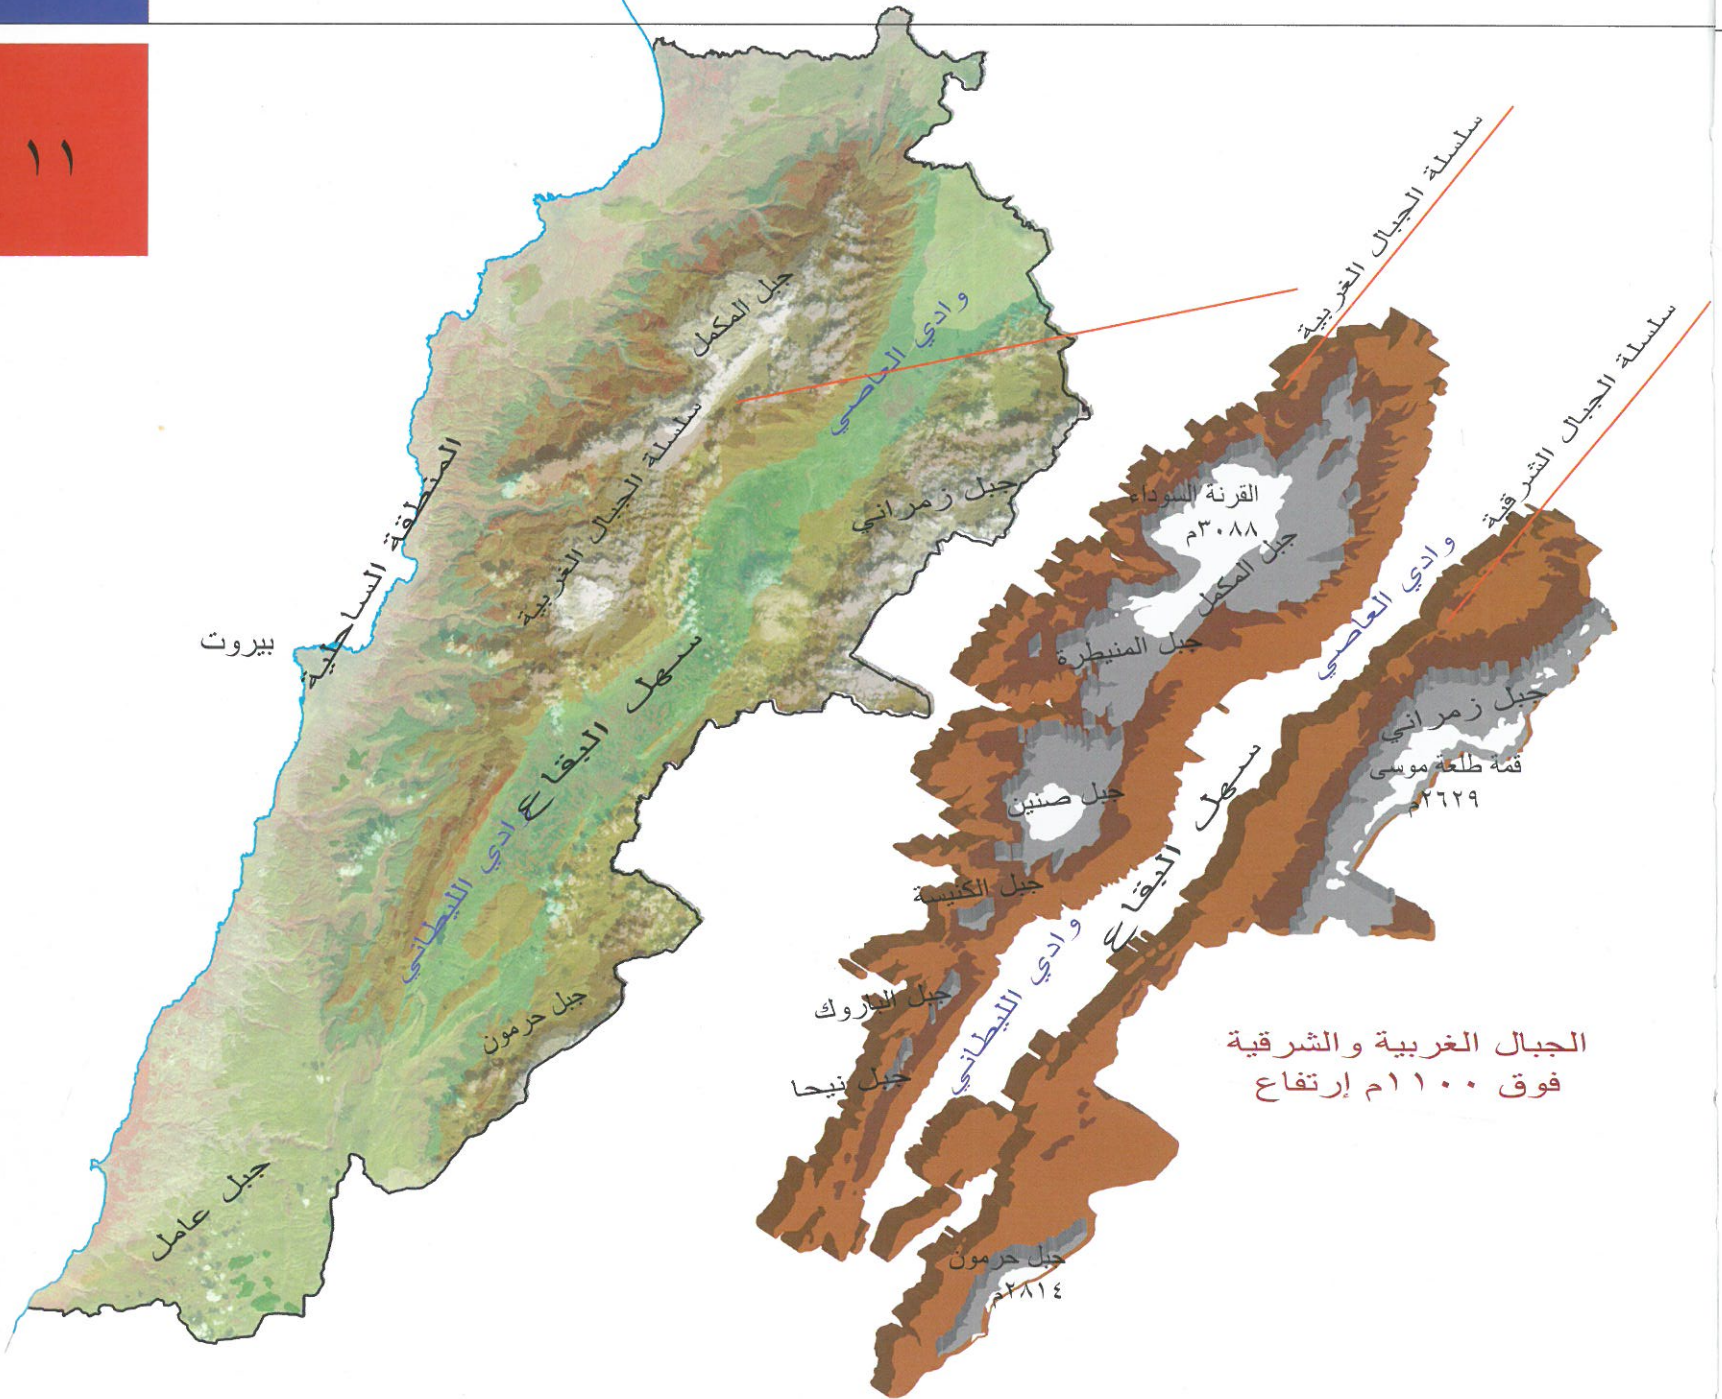 ١١
جبل المكمل
وادي العاصي
سلسلة الجبال الغربية
المنطقة الساحلية
جبل زمراني
بيروت
سهل البقاع
وادي الليطاني
جبل حرمون
جبل عامل
سلسلة الجبال الغربية
سلسلة الجبال الشرقية
القرنة السوداء
٣٠٨٨م
جبل المكمل
وادي العاصي
جبل المنيطرة
جبل زمراني
قمة طلعة موسى
٢٦٢٩م
جبل صنين
سهل البقاع
جبل الكنيسة
وادي الليطاني
جبل الباروك
جبل نيحا
الجبال الغربية والشرقية
فوق ١١٠٠م إرتفاع
جبل حرمون
٢٨١٤م